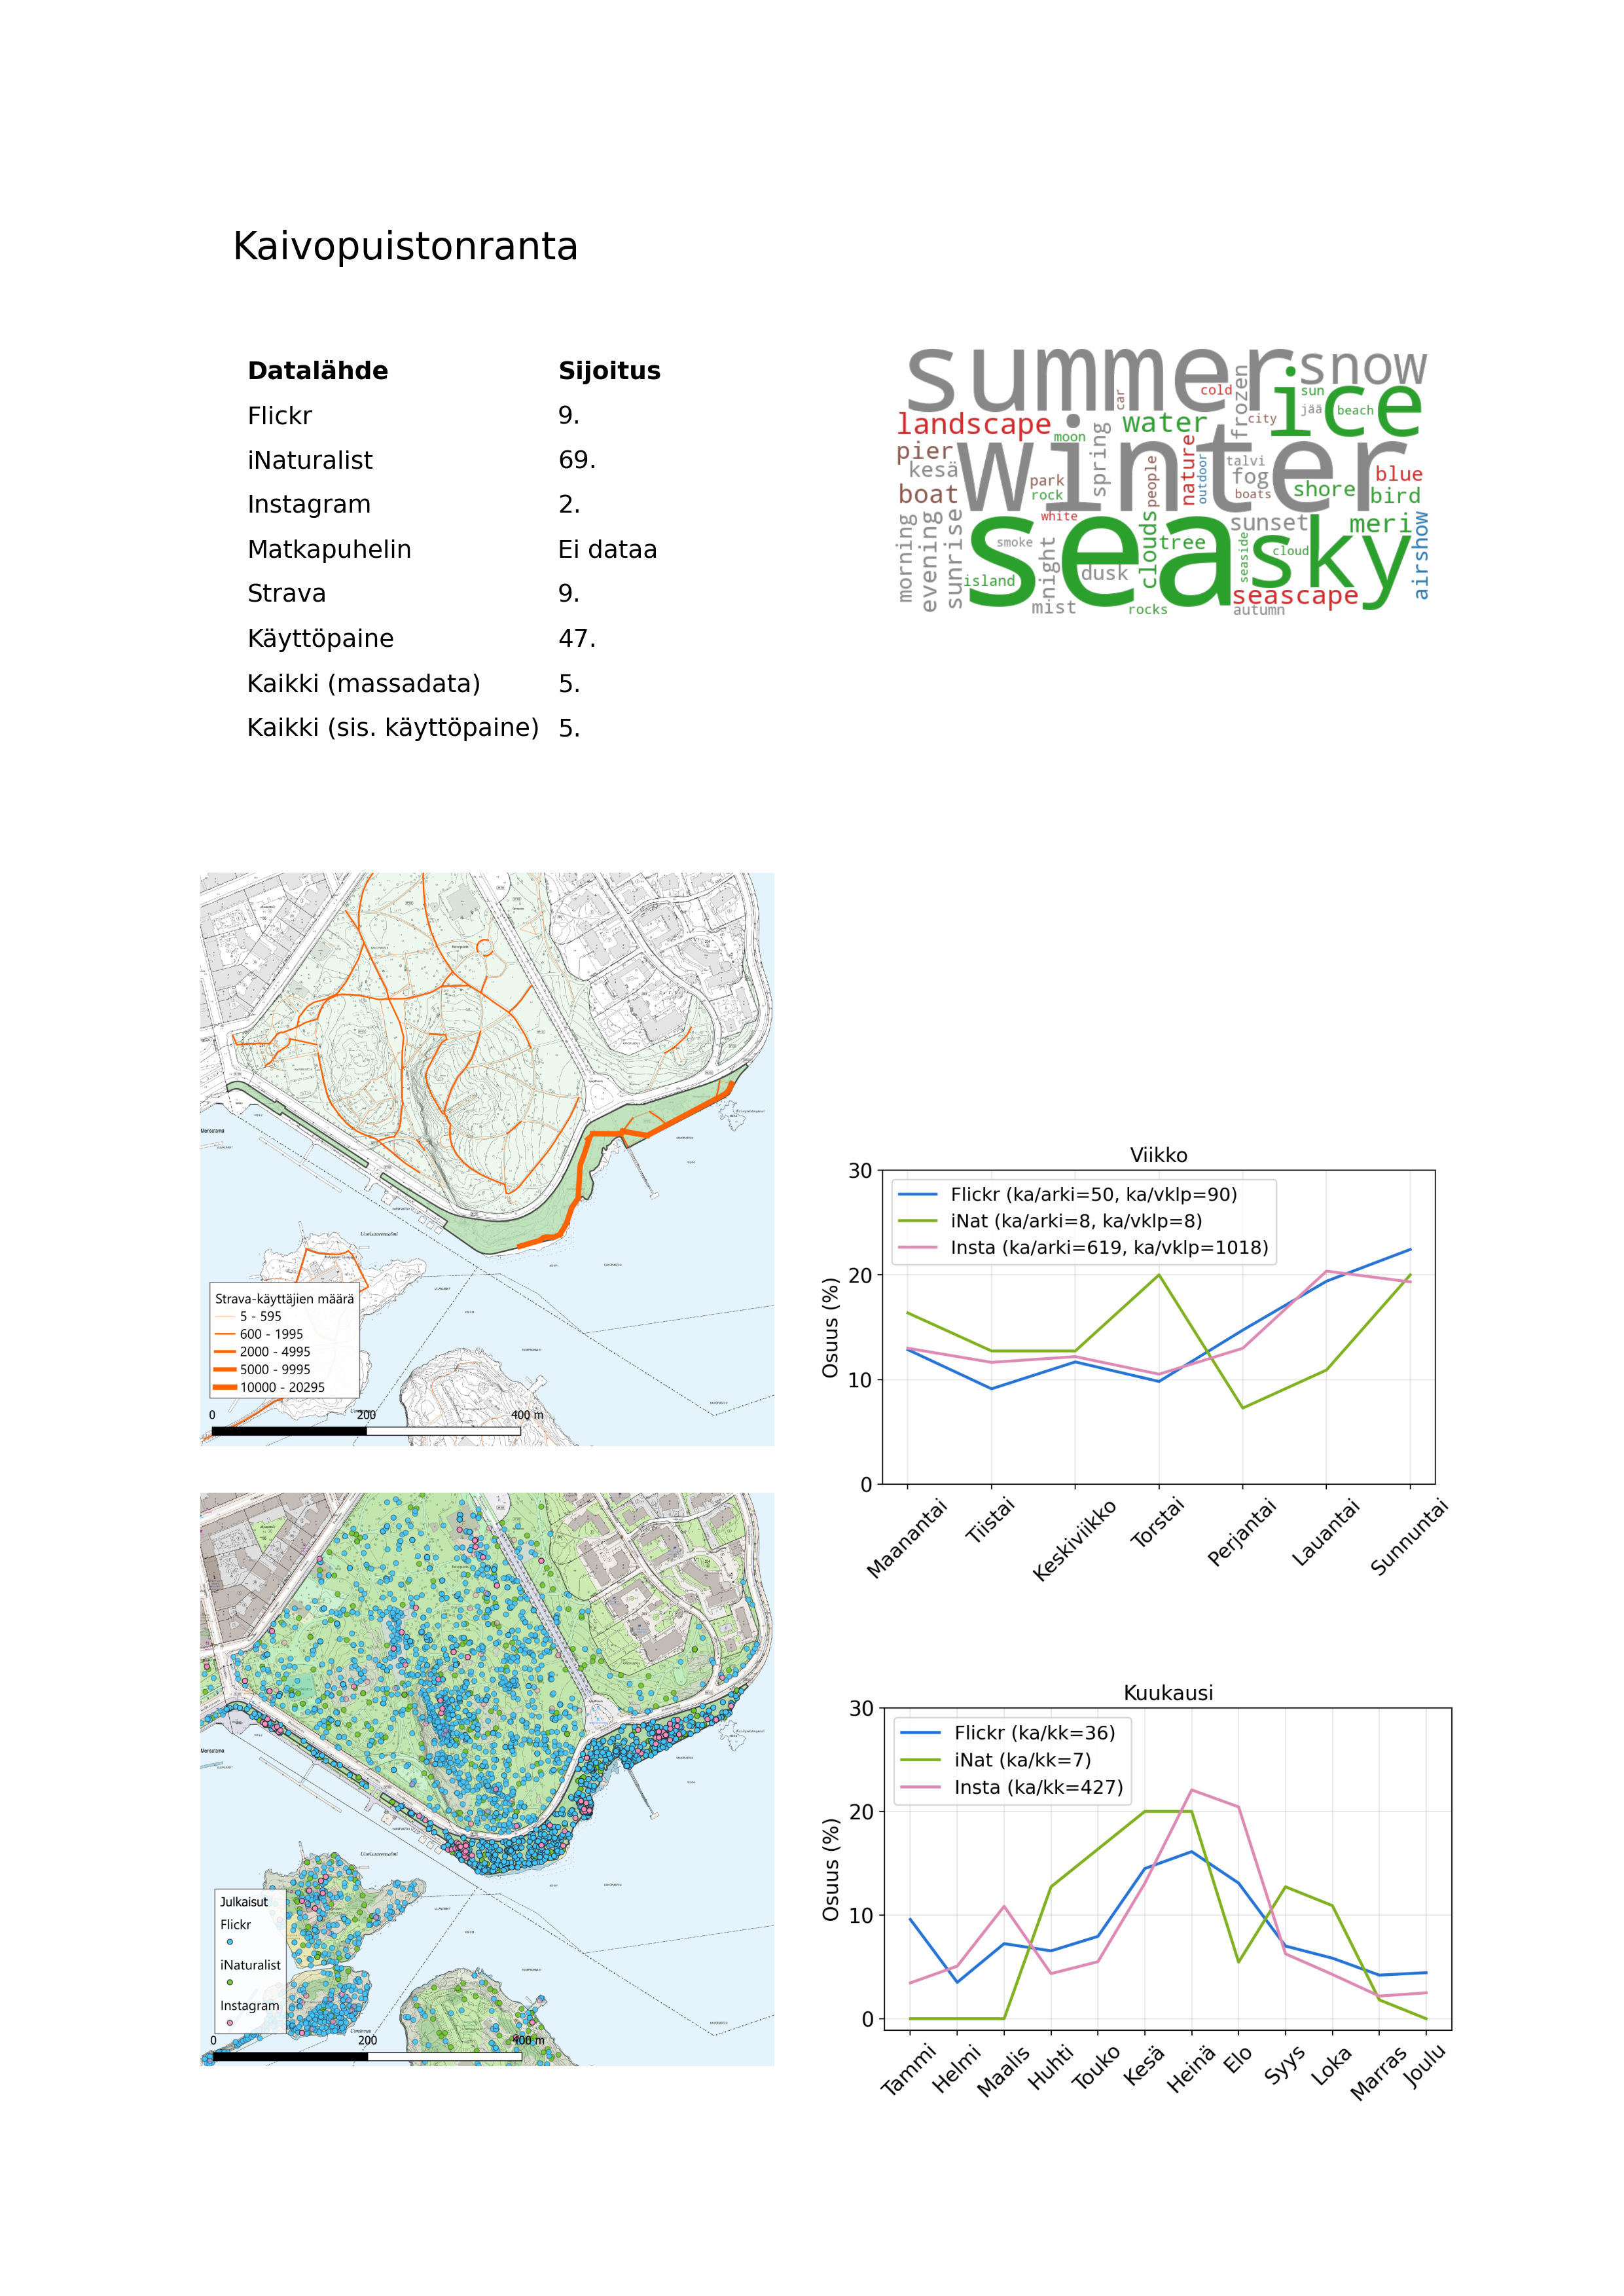 Kaivopuistonranta
Datalähde Sijoitus
Flickr 9.
iNaturalist 69.
Instagram 2.
Matkapuhelin Ei dataa
Strava 9.
Käyttöpaine 47.
Kaikki (massadata) 5.
Kaikki (sis. käyttöpaine) 5.
summer
snow
frozen
cold
car
sun
ice
jää
beach
landscape
moon
water
city
winter
pier
kesä
spring
nature
talvi
fog
blue
boat
park
rock
people
outdoor
boats
shore
bird
white
sea
clouds
sunset
meri
morning
evening
sunrise
smoke
night
tree
seaside
cloud
sky
airshow
island
dusk
mist
rocks
seascape
autumn
Merisatama
Strava-käyttäjien määrä
5 - 595
600 - 1995
2000 - 4995
5000 - 9995
10000 - 20295
0 200 400 m
Viikko
Flickr (ka/arki=50, ka/vklp=90)
iNat (ka/arki=8, ka/vklp=8)
Insta (ka/arki=619, ka/vklp=1018)
Osuus (%)
30
20
10
0
Maanantai Tiistai Keskiviikko Torstai Perjantai Lauantai Sunnuntai
Merisatama
Julkaisut
Flickr
iNaturalist
Instagram
0 200 400 m
Kuukausi
Flickr (ka/kk=36)
iNat (ka/kk=7)
Insta (ka/kk=427)
Osuus (%)
30
20
10
0
Tammi Helmi Maalis Huhti Touko Kesä Heinä Elo Syys Loka Marras Joulu